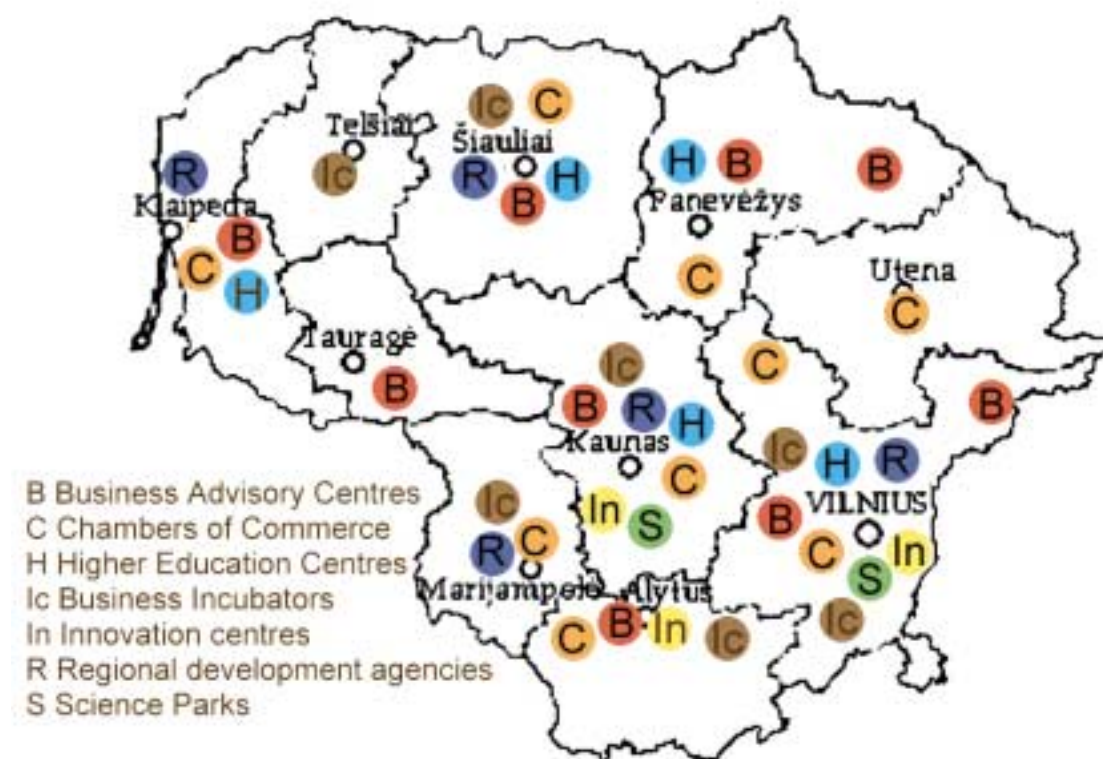 Ic C
Telšiai
Šiauliai
R Ic R B H
H B B
Panevėžys
Klaipeda
B C H
C
Utena
C
Tauragė
B
Ic
C
B R H
B
Kaunas
C
Ic H R
In S
VILNIUS
B C In
S
Ic
Ic
R C
Marijampolė Alytus
C B In Ic
B Business Advisory Centres
C Chambers of Commerce
H Higher Education Centres
Ic Business Incubators
In Innovation centres
R Regional development agencies
S Science Parks